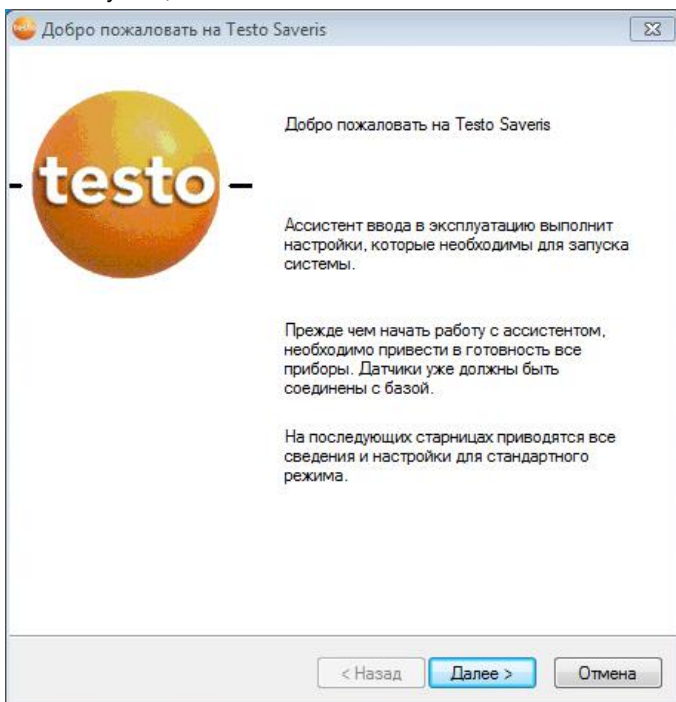 Добро пожаловать на Testo Saveris
testo
Добро пожаловать на Testo Saveris
Ассистент ввода в эксплуатацию выполнит
настройки, которые необходимы для запуска
системы.
Прежде чем начать работу с ассистентом,
необходимо привести в готовность все
приборы. Датчики уже должны быть
соединены с базой.
На последующих старницах приводятся все
сведения и настройки для стандартного
режима.
< Назад
Далее >
Отмена